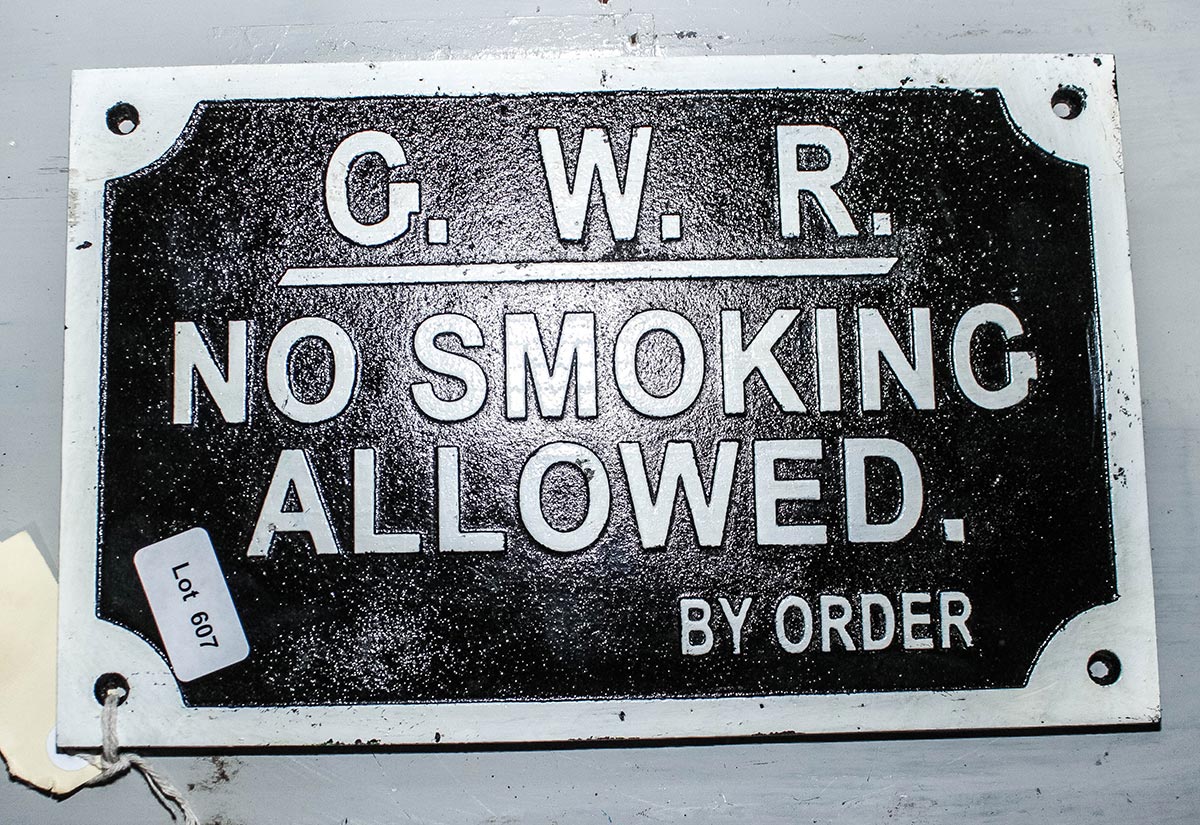 G. W. R.
NO SMOKING
ALLOWED.
BY ORDER
Lot 607